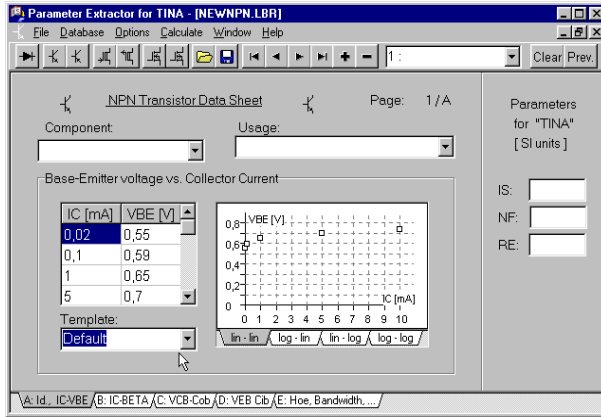 Parameter Extractor for TINA - [NEWNPN.LBR]
File Database Options Calculate Window Help
1 : Clear Prev.
NPN Transistor Data Sheet Page: 1 / A
Component: Usage:
Base-Emitter voltage vs. Collector Current
IC [mA] VBE [V]
0,02 0,55
0,1 0,59
1 0,65
5 0,7
Template:
Default
VBE [V]
0,8
0,6
0,4
0,2
0
IC [mA]
0 1 2 3 4 5 6 7 8 9 10
lin - lin log - lin lin - log log - log
Parameters
for "TINA"
[ SI units ]
IS:
NF:
RE:
A: Id., IC-VBE B: IC-BETA C: VCB-Cob D: VEB Cib E: Hoe, Bandwidth, ...